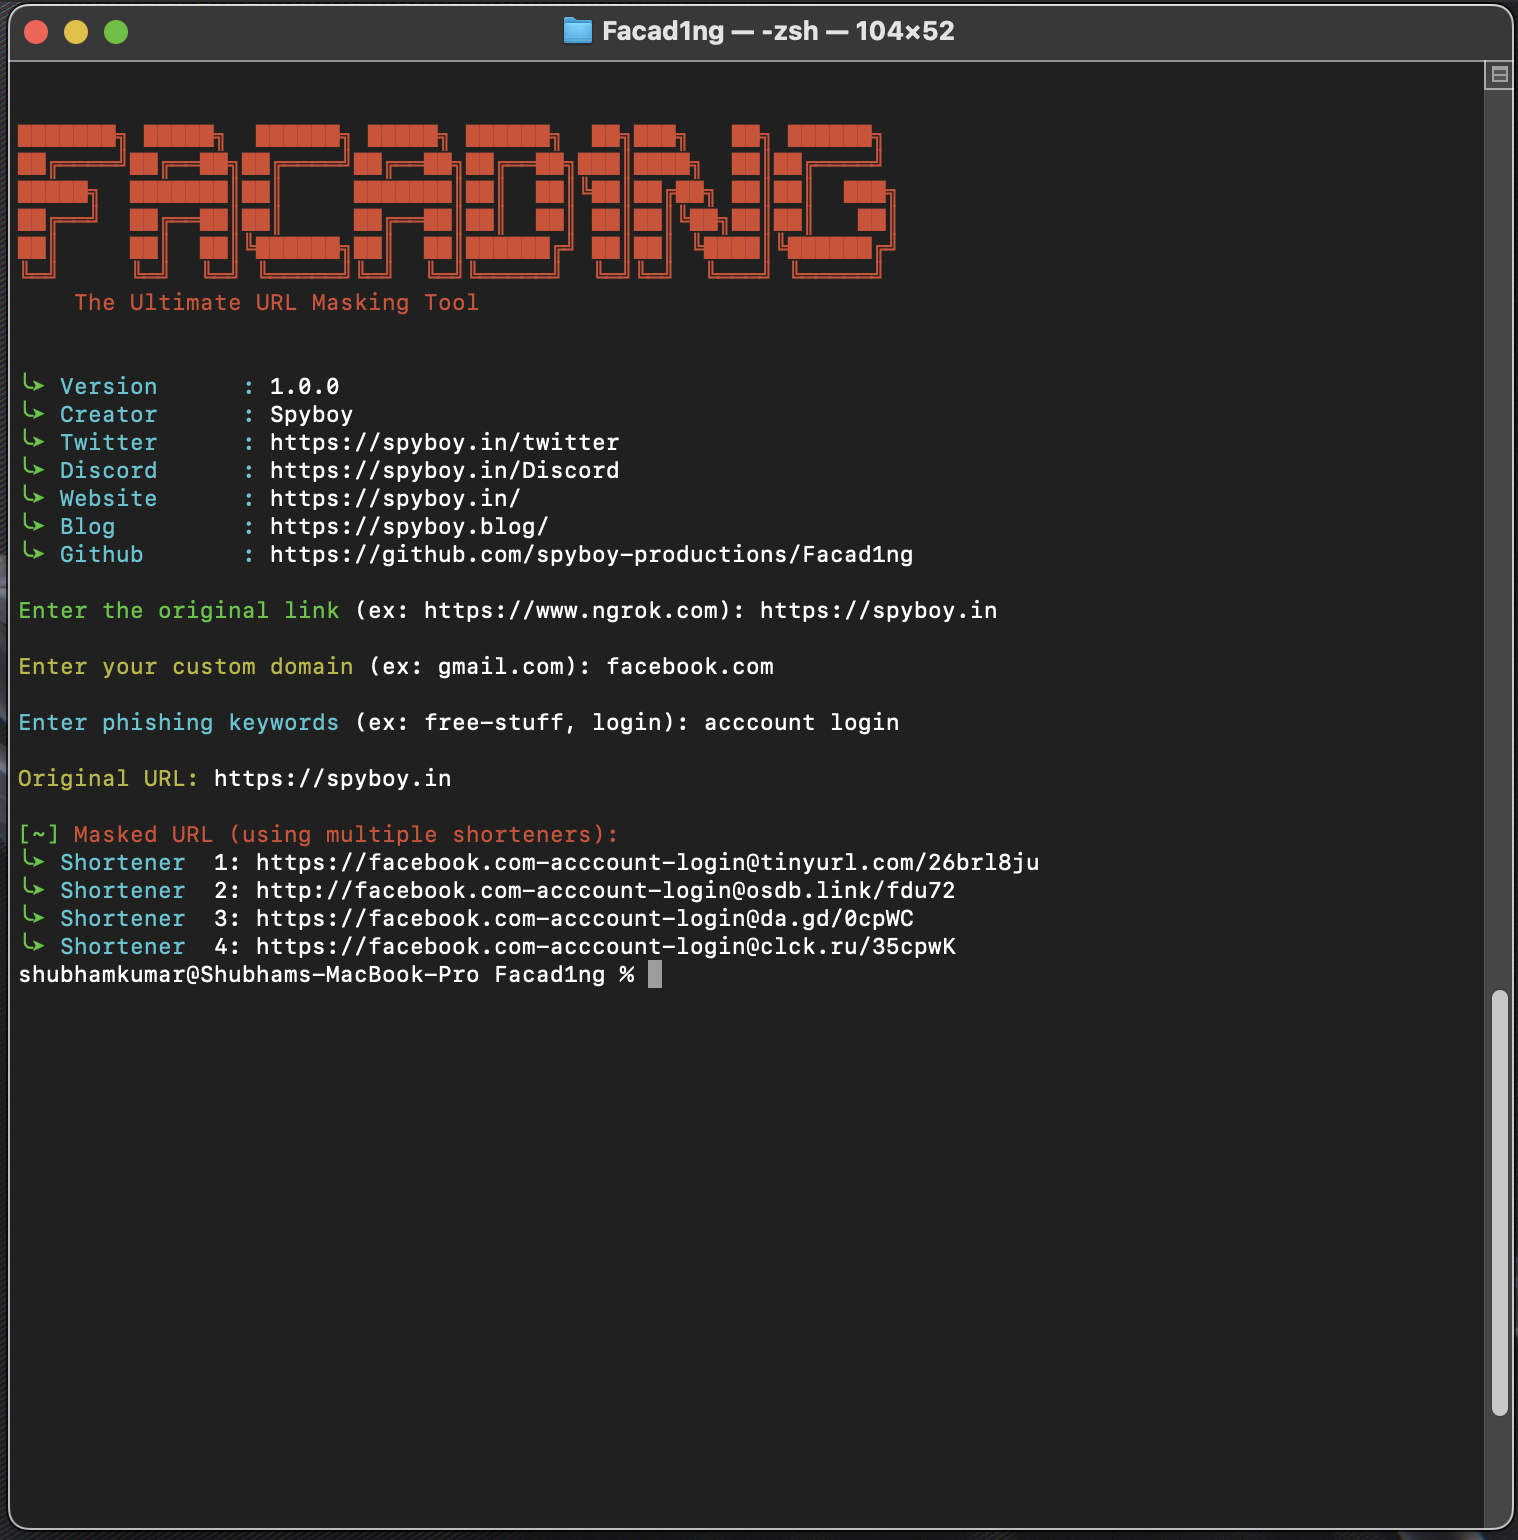 Facad1ng — -zsh — 104×52
FACAD1NG
The Ultimate URL Masking Tool
Version : 1.0.0
Creator : Spyboy
Twitter : https://spyboy.in/twitter
Discord : https://spyboy.in/Discord
Website : https://spyboy.in/
Blog : https://spyboy.blog/
Github : https://github.com/spyboy-productions/Facad1ng
Enter the original link (ex: https://www.ngrok.com): https://spyboy.in
Enter your custom domain (ex: gmail.com): facebook.com
Enter phishing keywords (ex: free-stuff, login): acccount login
Original URL: https://spyboy.in
[~] Masked URL (using multiple shorteners):
Shortener 1: https://facebook.com-acccount-login@tinyurl.com/26brl8ju
Shortener 2: http://facebook.com-acccount-login@osdb.link/fdu72
Shortener 3: https://facebook.com-acccount-login@da.gd/0cpWC
Shortener 4: https://facebook.com-acccount-login@clck.ru/35cpwK
shubhamkumar@Shubhams-MacBook-Pro Facad1ng %